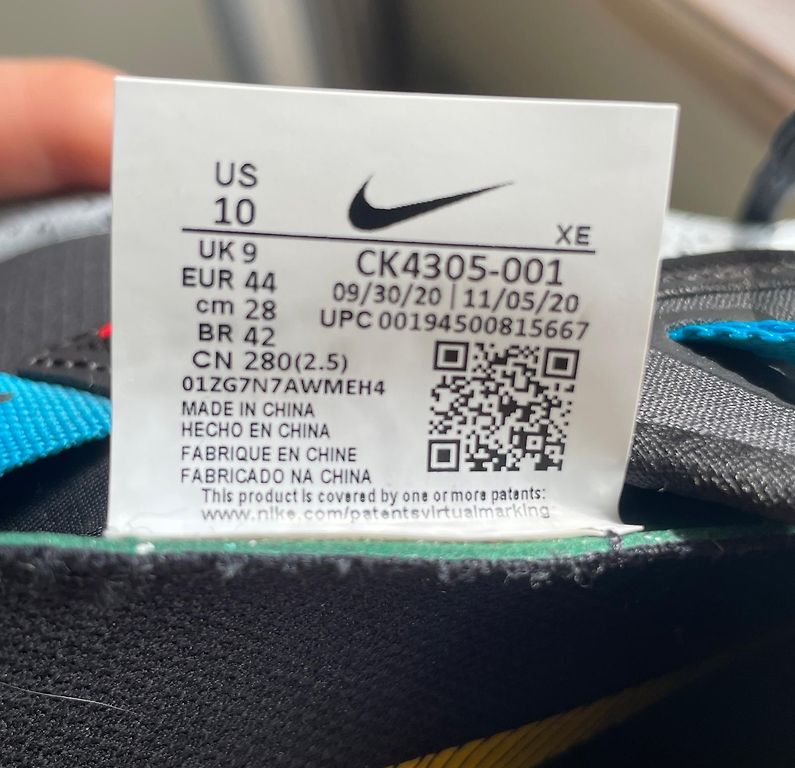 US
10
XE
UK 9
EUR 44
cm 28
BR 42
CN 280(2.5)
01ZG7N7AWMEH4
CK4305-001
09/30/20 | 11/05/20
UPC 00194500815667
MADE IN CHINA
HECHO EN CHINA
FABRIQUE EN CHINE
FABRICADO NA CHINA
This product is covered by one or more patents:
www.nike.com/patentsvirtualmarking